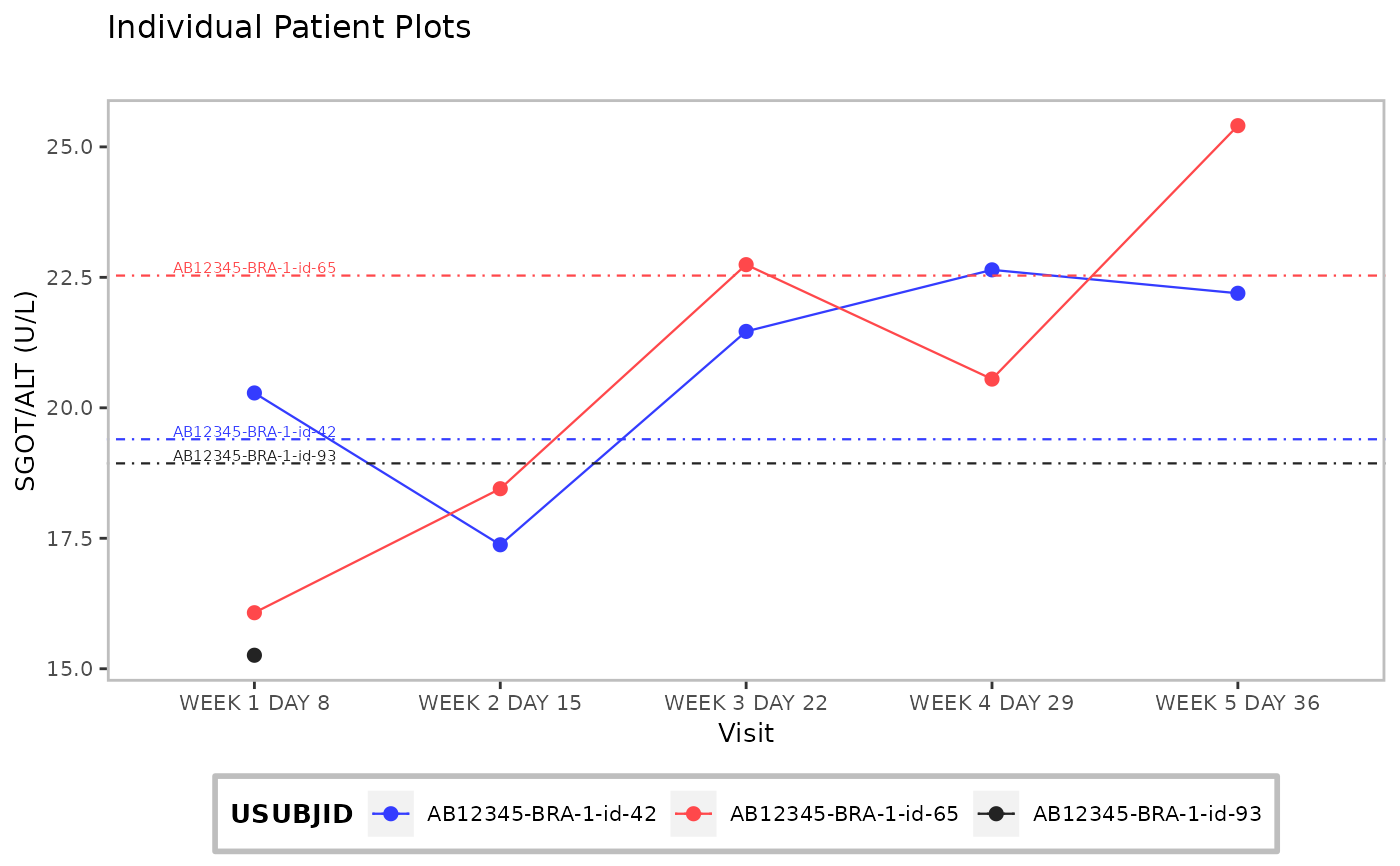 Individual Patient Plots
SGOT/ALT (U/L)
25.0
22.5
20.0
17.5
15.0
AB12345-BRA-1-id-65
AB12345-BRA-1-id-42
AB12345-BRA-1-id-93
WEEK 1 DAY 8 WEEK 2 DAY 15 WEEK 3 DAY 22 WEEK 4 DAY 29 WEEK 5 DAY 36
Visit
USUBJID AB12345-BRA-1-id-42 AB12345-BRA-1-id-65 AB12345-BRA-1-id-93